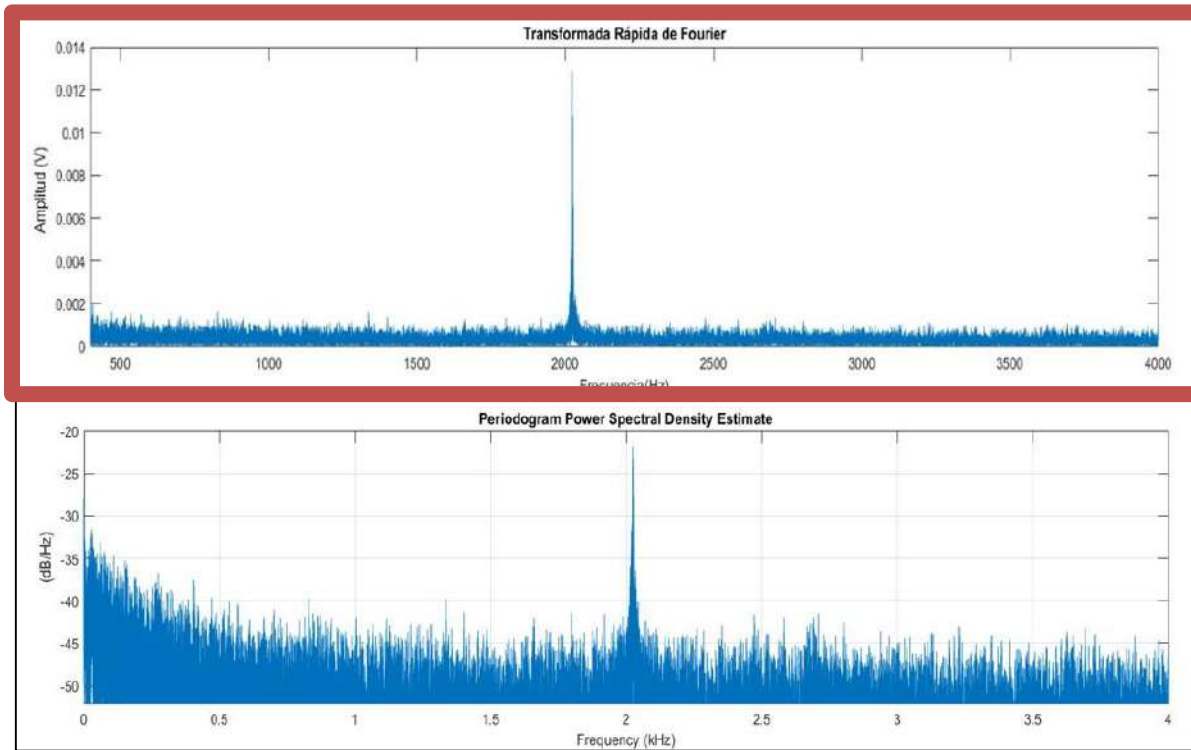 Transformada Rápida de Fourier
0.014
0.012
0.01
0.008
0.006
0.004
0.002
0
Amplitud (V)
500 1000 1500 2000 2500 3000 3500 4000
Frecuencia(Hz)
Periodogram Power Spectral Density Estimate
-20
-25
-30
-35
-40
-45
-50
(dB/Hz)
0 0.5 1 1.5 2 2.5 3 3.5 4
Frequency (kHz)